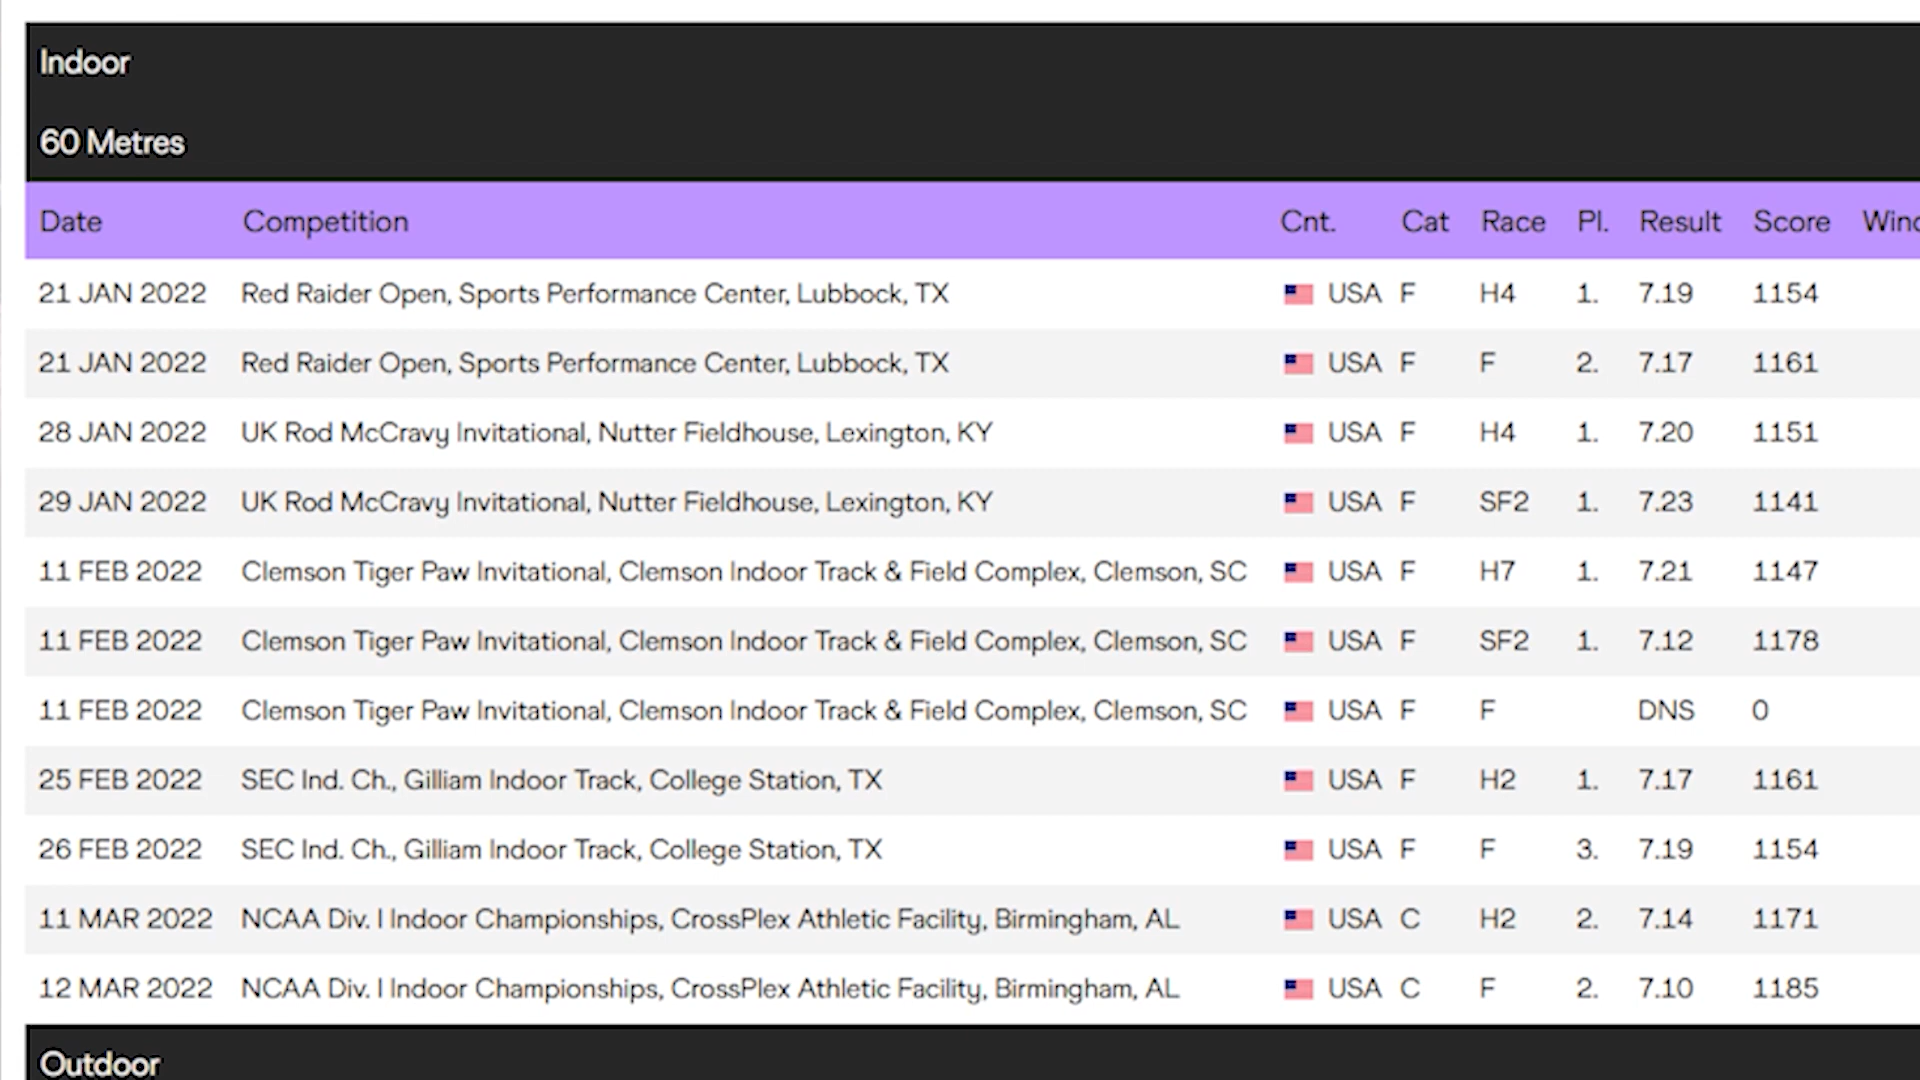 Indoor
60 Metres
Date Competition Cnt. Cat Race Pl. Result Score
21 JAN 2022 Red Raider Open, Sports Performance Center, Lubbock, TX USA F H4 1. 7.19 1154
21 JAN 2022 Red Raider Open, Sports Performance Center, Lubbock, TX USA F F 2. 7.17 1161
28 JAN 2022 UK Rod McCravy Invitational, Nutter Fieldhouse, Lexington, KY USA F H4 1. 7.20 1151
29 JAN 2022 UK Rod McCravy Invitational, Nutter Fieldhouse, Lexington, KY USA F SF2 1. 7.23 1141
11 FEB 2022 Clemson Tiger Paw Invitational, Clemson Indoor Track & Field Complex, Clemson, SC USA F H7 1. 7.21 1147
11 FEB 2022 Clemson Tiger Paw Invitational, Clemson Indoor Track & Field Complex, Clemson, SC USA F SF2 1. 7.12 1178
11 FEB 2022 Clemson Tiger Paw Invitational, Clemson Indoor Track & Field Complex, Clemson, SC USA F F DNS 0
25 FEB 2022 SEC Ind. Ch., Gilliam Indoor Track, College Station, TX USA F H2 1. 7.17 1161
26 FEB 2022 SEC Ind. Ch., Gilliam Indoor Track, College Station, TX USA F F 3. 7.19 1154
11 MAR 2022 NCAA Div. I Indoor Championships, CrossPlex Athletic Facility, Birmingham, AL USA C H2 2. 7.14 1171
12 MAR 2022 NCAA Div. I Indoor Championships, CrossPlex Athletic Facility, Birmingham, AL USA C F 2. 7.10 1185
Outdoor